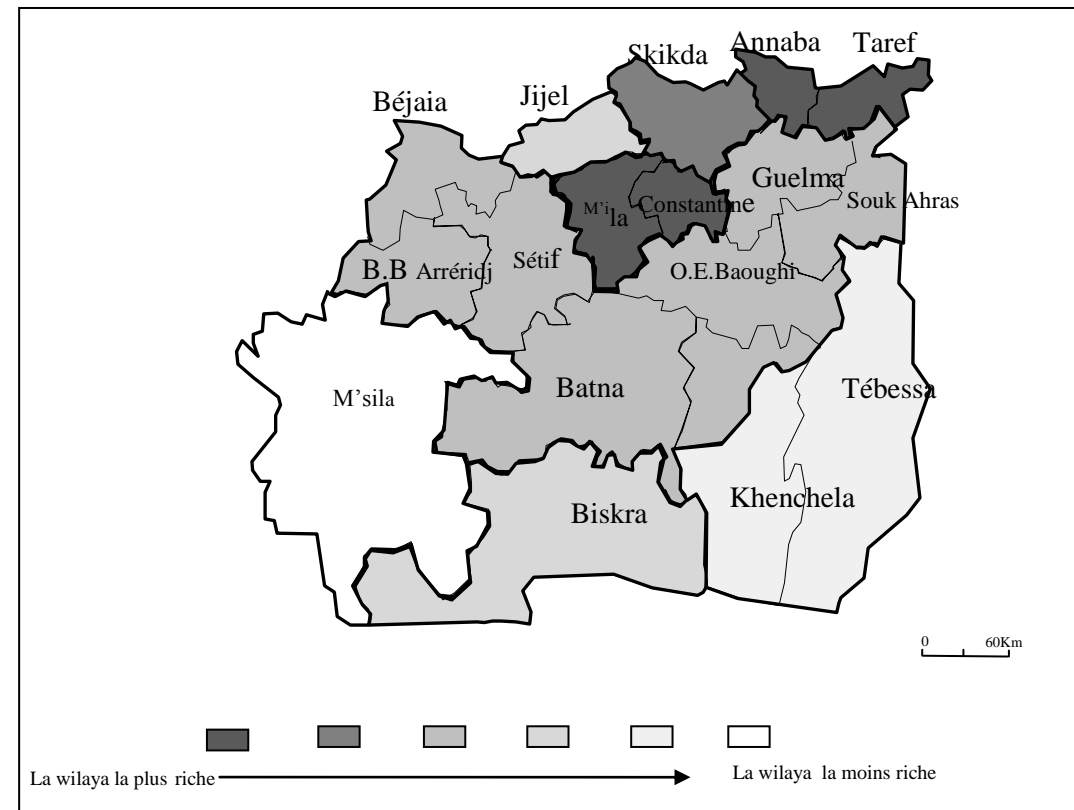 Annaba Taref
Skikda
Jijel
Béjaia
Guelma
M'ila Constantine Souk Ahras
B.B Arréridj Sétif O.E.Baoughi
M'sila Batna Tébessa
Khenchela
Biskra
0 60Km
La wilaya la plus riche La wilaya la moins riche